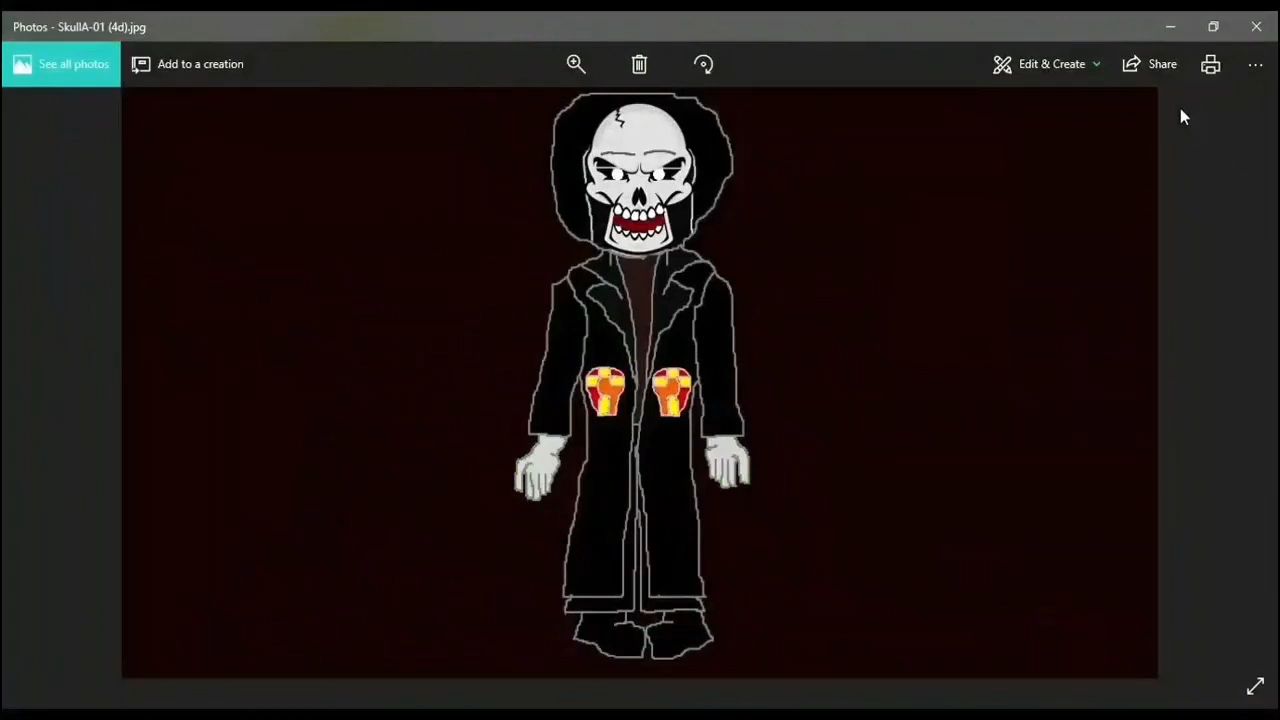 Photos - SkullA-01 (4d).jpg
See all photos
Add to a creation
Edit & Create
Share